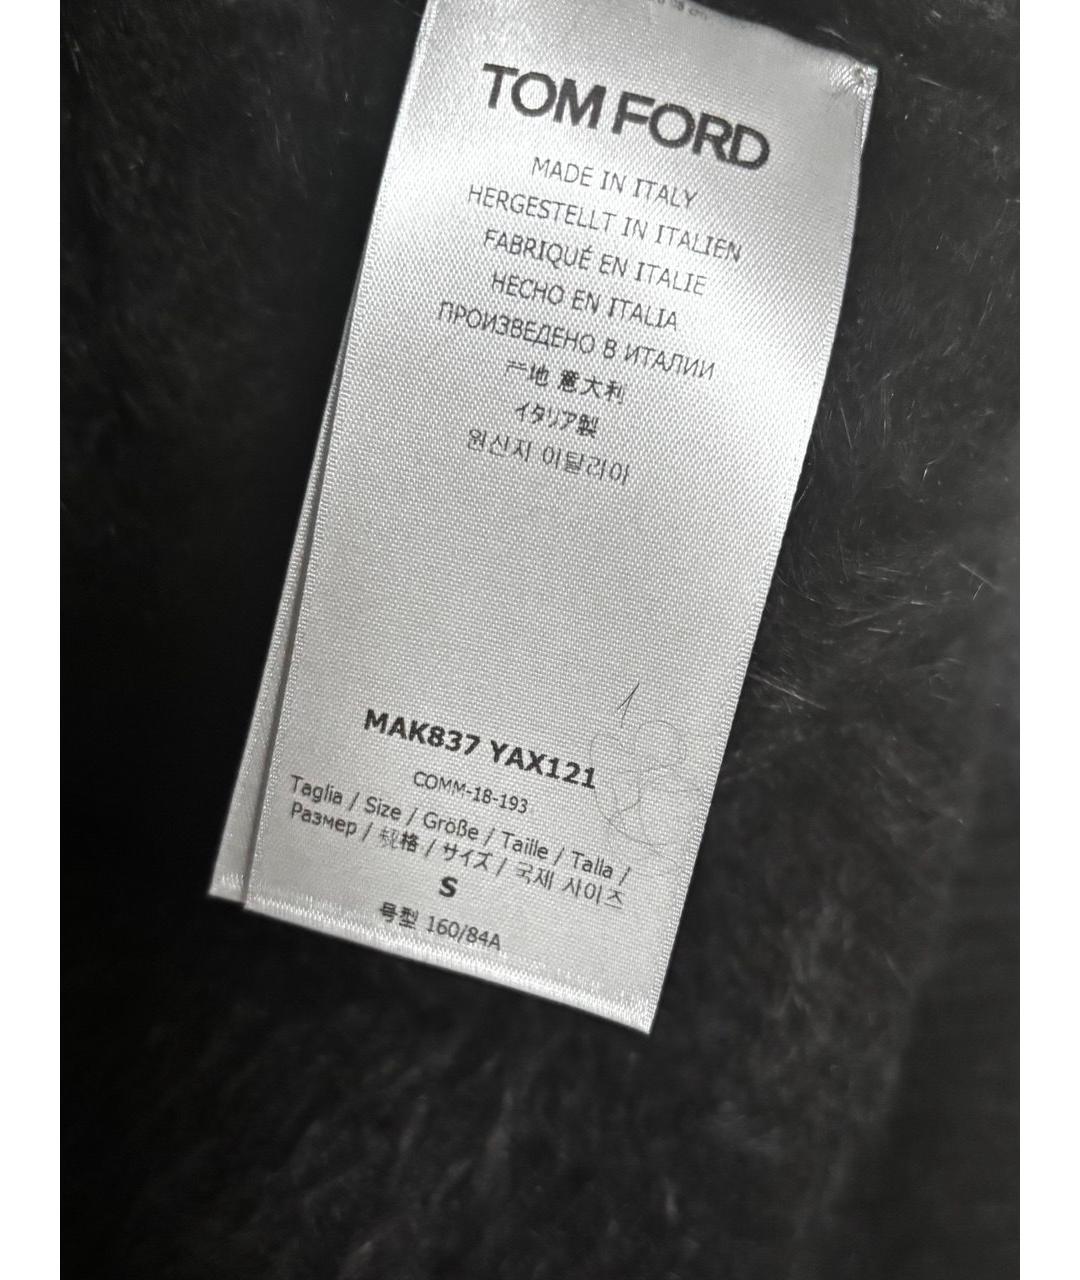 TOM FORD
MADE IN ITALY
HERGESTELLT IN ITALIEN
FABRIQUÉ EN ITALIE
HECHO EN ITALIA
ПРОИЗВЕДЕНО В ИТАЛИИ
产地 意大利
イタリア製
원산지 이탈리아
MAK837 YAX121
COMM-18-193
Taglia / Size / Größe / Taille / Talla /
Размер / 规格 / サイズ / 국제 사이즈
S
号型 160/84A